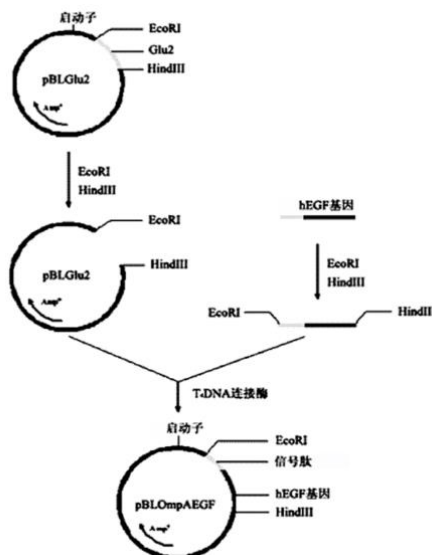 启动子
EcoRI
Glu2
HindIII
pBLGlu2
Amp^r
EcoRI
HindIII
EcoRI
pBLGlu2
HindIII
Amp^r
hEGF基因
EcoRI
HindIII
EcoRI
HindII
T₄DNA连接酶
启动子
EcoRI
信号肽
pBLOmpAEGF
hEGF基因
HindIII
Amp^r